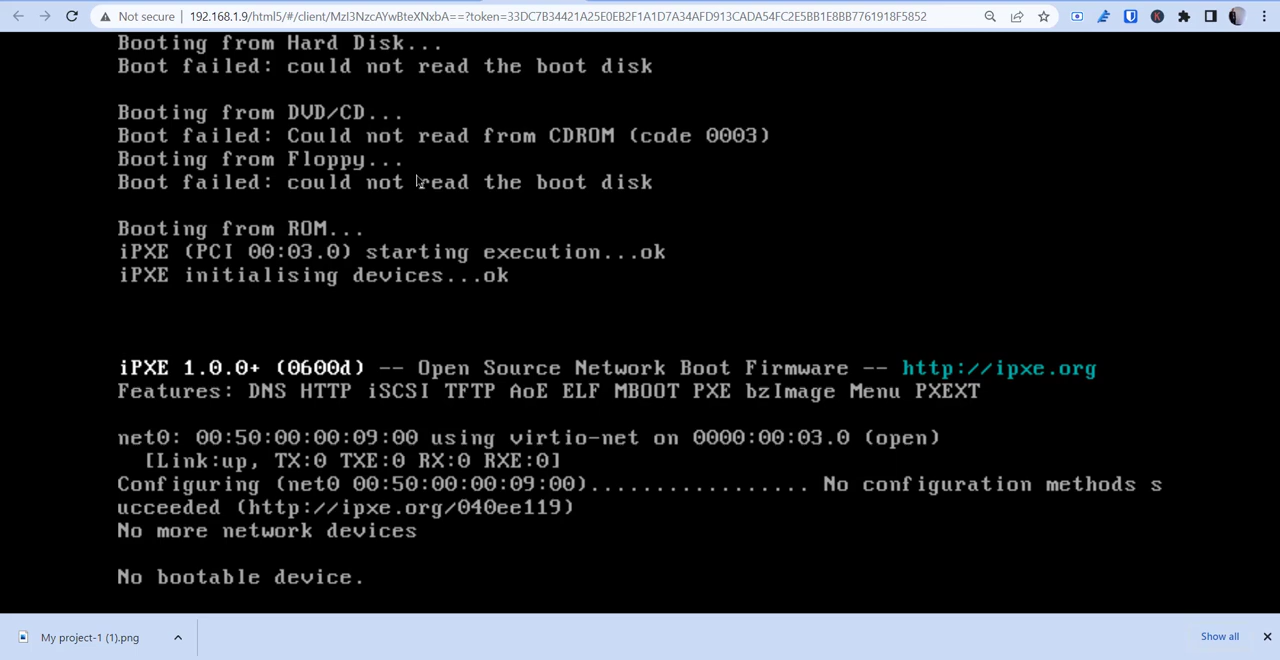 Not secure 192.168.1.9/html5/#/client/MzI3NzcAYwBteXNxbA==?token=33DC7B34421A25E0EB2F1A1D7A34AFD913CADA54FC2E5BB1E8BB7761918F5852
Booting from Hard Disk...
Boot failed: could not read the boot disk
Booting from DVD/CD...
Boot failed: Could not read from CDROM (code 0003)
Booting from Floppy...
Boot failed: could not read the boot disk
Booting from ROM...
iPXE (PCI 00:03.0) starting execution...ok
iPXE initialising devices...ok
iPXE 1.0.0+ (0600d) -- Open Source Network Boot Firmware -- http://ipxe.org
Features: DNS HTTP iSCSI TFTP AoE ELF MBOOT PXE bzImage Menu PXEXT
net0: 00:50:00:00:09:00 using virtio-net on 0000:00:03.0 (open)
[Link:up, TX:0 TXE:0 RX:0 RXE:0]
Configuring (net0 00:50:00:00:09:00)................. No configuration methods s
ucceeded (http://ipxe.org/040ee119)
No more network devices
No bootable device.
My project-1 (1).png
Show all